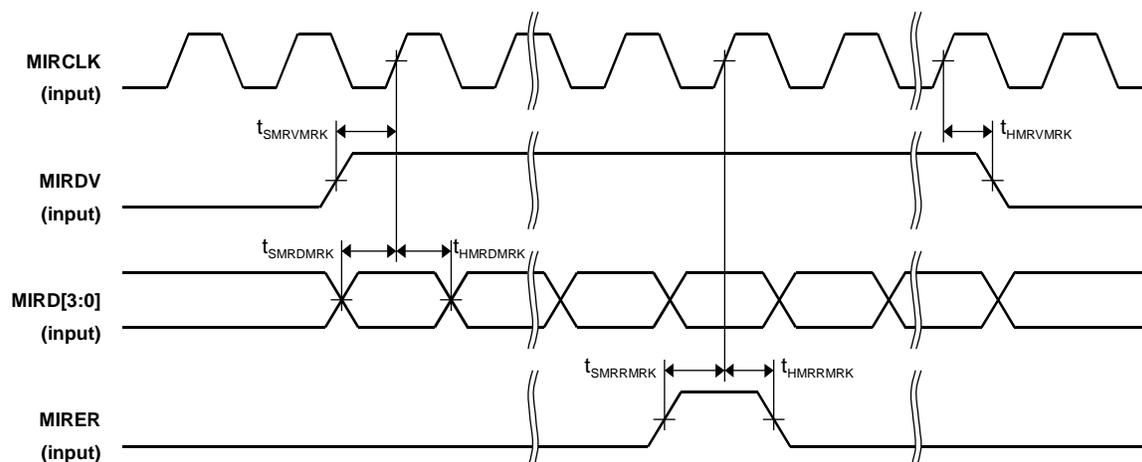 MIRCLK
(input)
tSMRVMRK
tHMRVMRK
MIRDV
(input)
tSMRDMRK
tHMRDMRK
MIRD[3:0]
(input)
tSMRRMRK
tHMRRMRK
MIRER
(input)